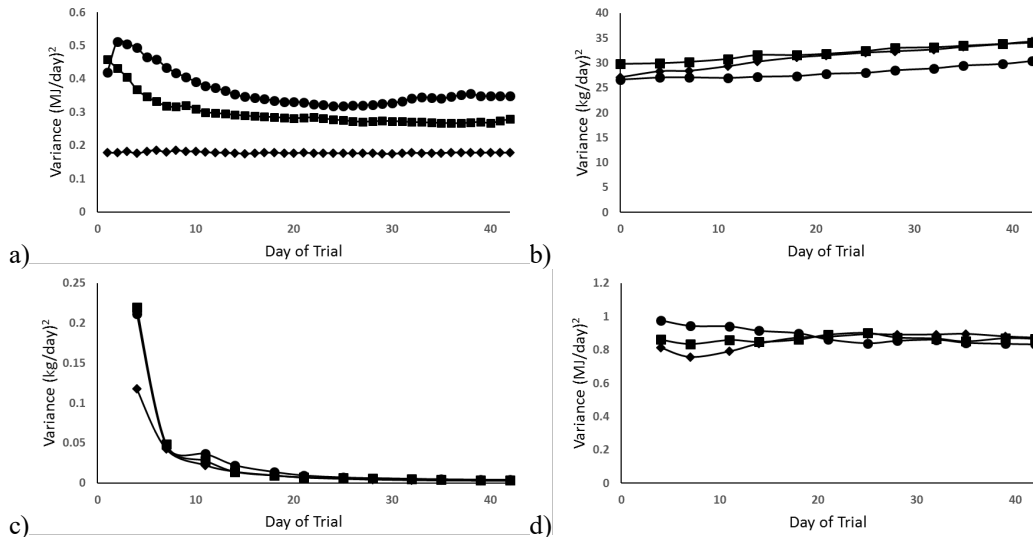 0.6
0.5
0.4
0.3
0.2
0.1
0
Variance (MJ/day)²
0 10 20 30 40
Day of Trial
a)
40
35
30
25
20
15
10
5
0
Variance (kg/day)²
0 10 20 30 40
Day of Trial
b)
0.25
0.2
0.15
0.1
0.05
0
Variance (kg/day)²
0 10 20 30 40
Day of Trial
c)
1.2
1
0.8
0.6
0.4
0.2
0
Variance (MJ/day)²
0 10 20 30 40
Day of Trial
d)